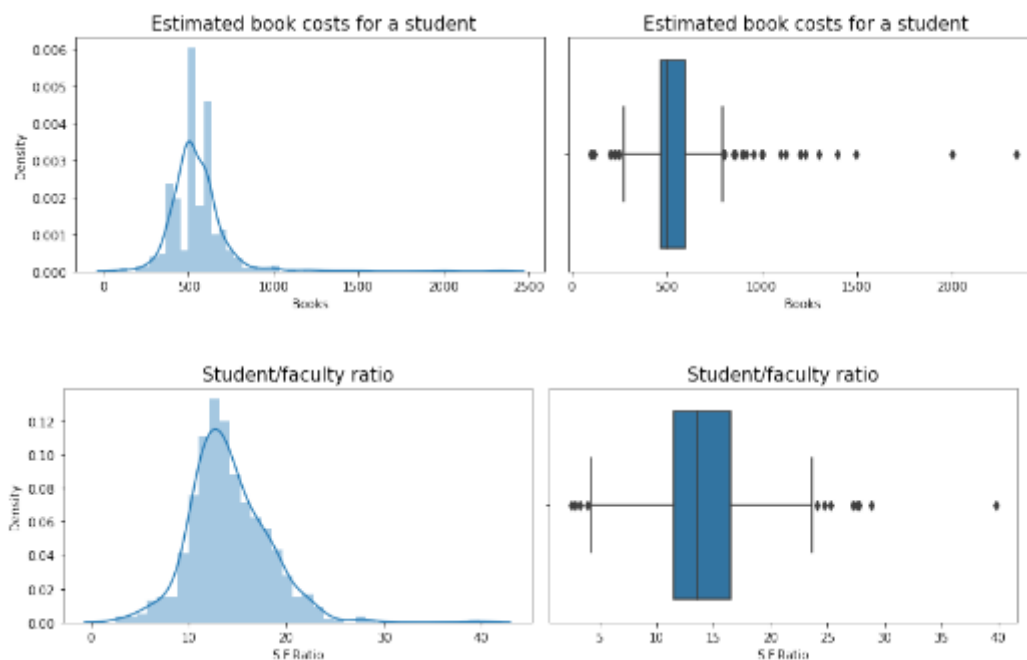 Estimated book costs for a student
Estimated book costs for a student
0.006
0.005
0.004
0.003
0.002
0.001
0.000
Density
0 500 1000 1500 2000 2500
Books
0 500 1000 1500 2000
Books
Student/faculty ratio
Student/faculty ratio
0.12
0.10
0.08
0.06
0.04
0.02
0.00
Density
0 10 20 30 40
S.F.Ratio
5 10 15 20 25 30 35 40
S.F.Ratio